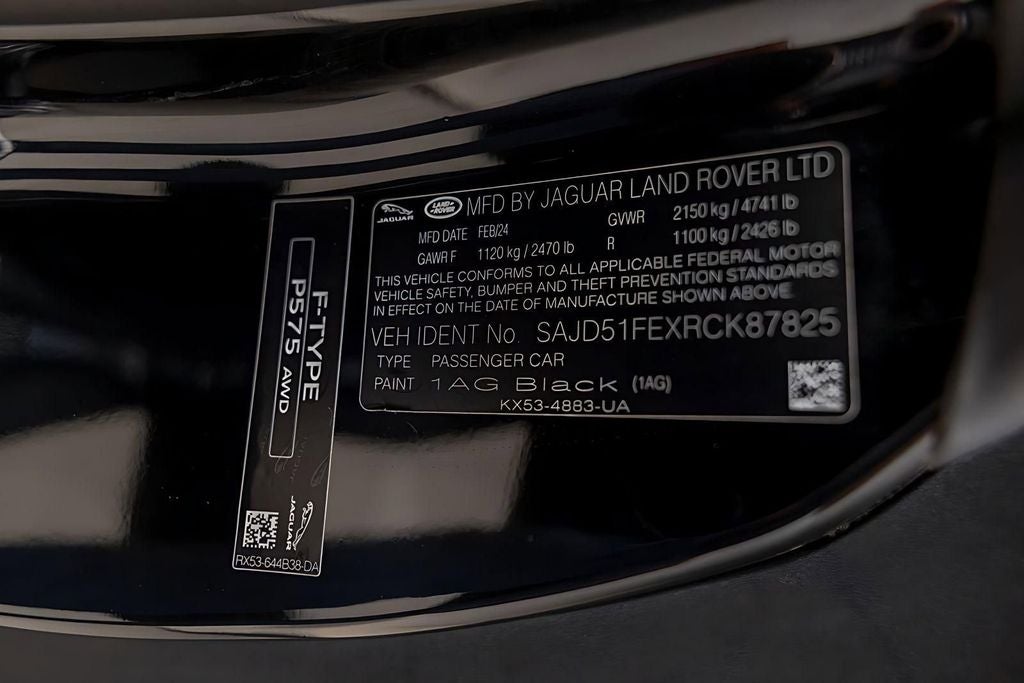 JAGUAR LAND-ROVER MFD BY JAGUAR LAND ROVER LTD
MFD DATE FEB/24 GVWR 2150 kg / 4741 lb
GAWR F 1120 kg / 2470 lb R 1100 kg / 2426 lb
THIS VEHICLE CONFORMS TO ALL APPLICABLE FEDERAL MOTOR
VEHICLE SAFETY, BUMPER AND THEFT PREVENTION STANDARDS
IN EFFECT ON THE DATE OF MANUFACTURE SHOWN ABOVE
VEH IDENT No. SAJD51FEXRCK87825
TYPE PASSENGER CAR
PAINT 1AG Black (1AG)
KX53-4883-UA
F-TYPE
P575 AWD
JAGUAR
RX53-644B38-DA